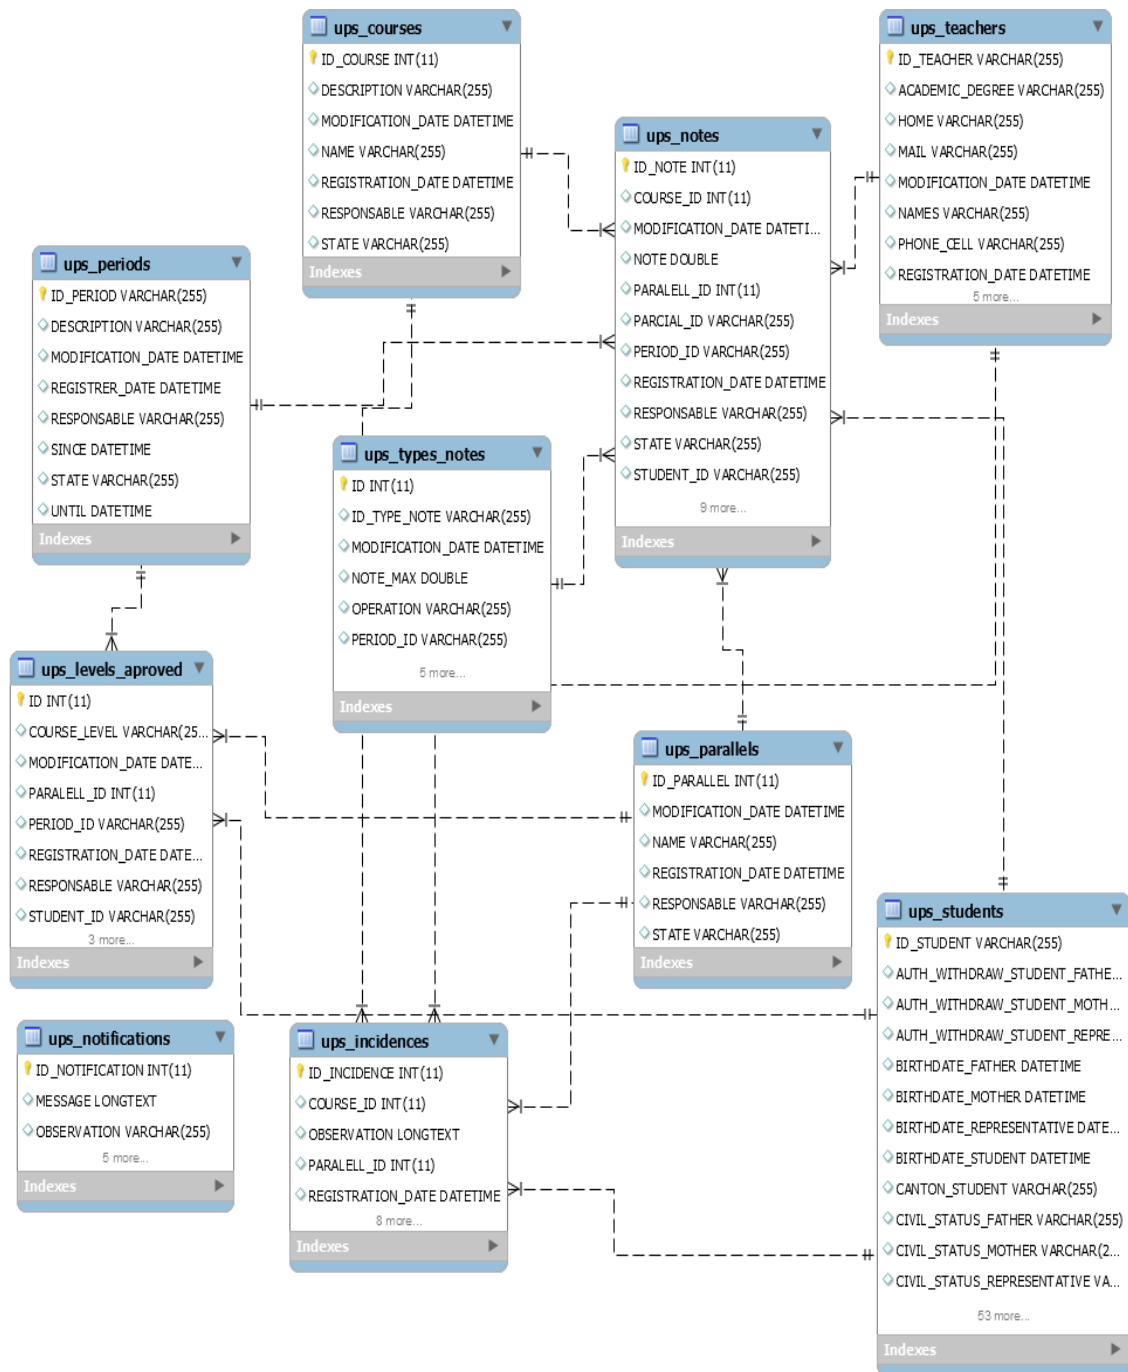 ups_courses
ID_COURSE INT(11)
DESCRIPTION VARCHAR(255)
MODIFICATION_DATE DATETIME
NAME VARCHAR(255)
REGISTRATION_DATE DATETIME
RESPONSABLE VARCHAR(255)
STATE VARCHAR(255)
Indexes
ups_teachers
ID_TEACHER VARCHAR(255)
ACADEMIC_DEGREE VARCHAR(255)
HOME VARCHAR(255)
MAIL VARCHAR(255)
MODIFICATION_DATE DATETIME
NAMES VARCHAR(255)
PHONE_CELL VARCHAR(255)
REGISTRATION_DATE DATETIME
5 more...
Indexes
ups_notes
ID_NOTE INT(11)
COURSE_ID INT(11)
MODIFICATION_DATE DATETI...
NOTE DOUBLE
PARALELL_ID INT(11)
PARCIAL_ID VARCHAR(255)
PERIOD_ID VARCHAR(255)
REGISTRATION_DATE DATETIME
RESPONSABLE VARCHAR(255)
STATE VARCHAR(255)
STUDENT_ID VARCHAR(255)
9 more...
Indexes
ups_periods
ID_PERIOD VARCHAR(255)
DESCRIPTION VARCHAR(255)
MODIFICATION_DATE DATETIME
REGISTRER_DATE DATETIME
RESPONSABLE VARCHAR(255)
SINCE DATETIME
STATE VARCHAR(255)
UNTIL DATETIME
Indexes
ups_types_notes
ID INT(11)
ID_TYPE_NOTE VARCHAR(255)
MODIFICATION_DATE DATETIME
NOTE_MAX DOUBLE
OPERATION VARCHAR(255)
PERIOD_ID VARCHAR(255)
5 more...
Indexes
ups_levels_aproved
ID INT(11)
COURSE_LEVEL VARCHAR(25...
MODIFICATION_DATE DATE...
PARALELL_ID INT(11)
PERIOD_ID VARCHAR(255)
REGISTRATION_DATE DATE...
RESPONSABLE VARCHAR(255)
STUDENT_ID VARCHAR(255)
3 more...
Indexes
ups_parallels
ID_PARALLEL INT(11)
MODIFICATION_DATE DATETIME
NAME VARCHAR(255)
REGISTRATION_DATE DATETIME
RESPONSABLE VARCHAR(255)
STATE VARCHAR(255)
Indexes
ups_students
ID_STUDENT VARCHAR(255)
AUTH_WITHDRAW_STUDENT_FATHE...
AUTH_WITHDRAW_STUDENT_MOTH...
AUTH_WITHDRAW_STUDENT_REPRE...
BIRTHDATE_FATHER DATETIME
BIRTHDATE_MOTHER DATETIME
BIRTHDATE_REPRESENTATIVE DATE...
BIRTHDATE_STUDENT DATETIME
CANTON_STUDENT VARCHAR(255)
CIVIL_STATUS_FATHER VARCHAR(255)
CIVIL_STATUS_MOTHER VARCHAR(2...
CIVIL_STATUS_REPRESENTATIVE VA...
53 more...
Indexes
ups_notifications
ID_NOTIFICATION INT(11)
MESSAGE LONGTEXT
OBSERVATION VARCHAR(255)
5 more...
Indexes
ups_incidences
ID_INCIDENCE INT(11)
COURSE_ID INT(11)
OBSERVATION LONGTEXT
PARALELL_ID INT(11)
REGISTRATION_DATE DATETIME
8 more...
Indexes